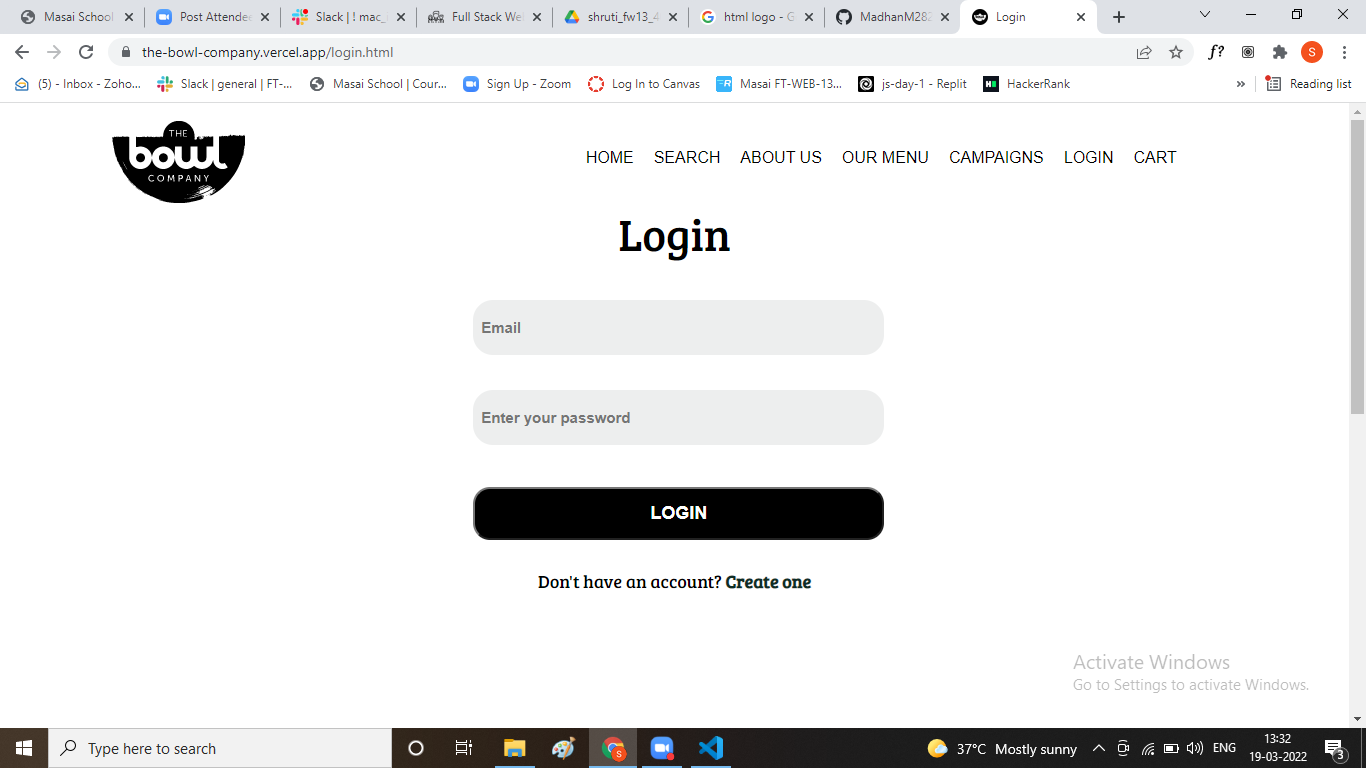 Masai School
Post Attendee
Slack | ! mac_
Full Stack We
shruti_fw13_4
html logo - G
MadhanM282
Login
the-bowl-company.vercel.app/login.html
f?
S
(5) - Inbox - Zoho...
Slack | general | FT-...
Masai School | Cour...
Sign Up - Zoom
Log In to Canvas
Masai FT-WEB-13...
js-day-1 - Replit
HackerRank
»
Reading list
THE
bowl
COMPANY
HOME
SEARCH
ABOUT US
OUR MENU
CAMPAIGNS
LOGIN
CART
Login
Email
Enter your password
LOGIN
Don't have an account? Create one
Activate Windows
Go to Settings to activate Windows.
Type here to search
S
37°C Mostly sunny
ENG
13:32
19-03-2022
3